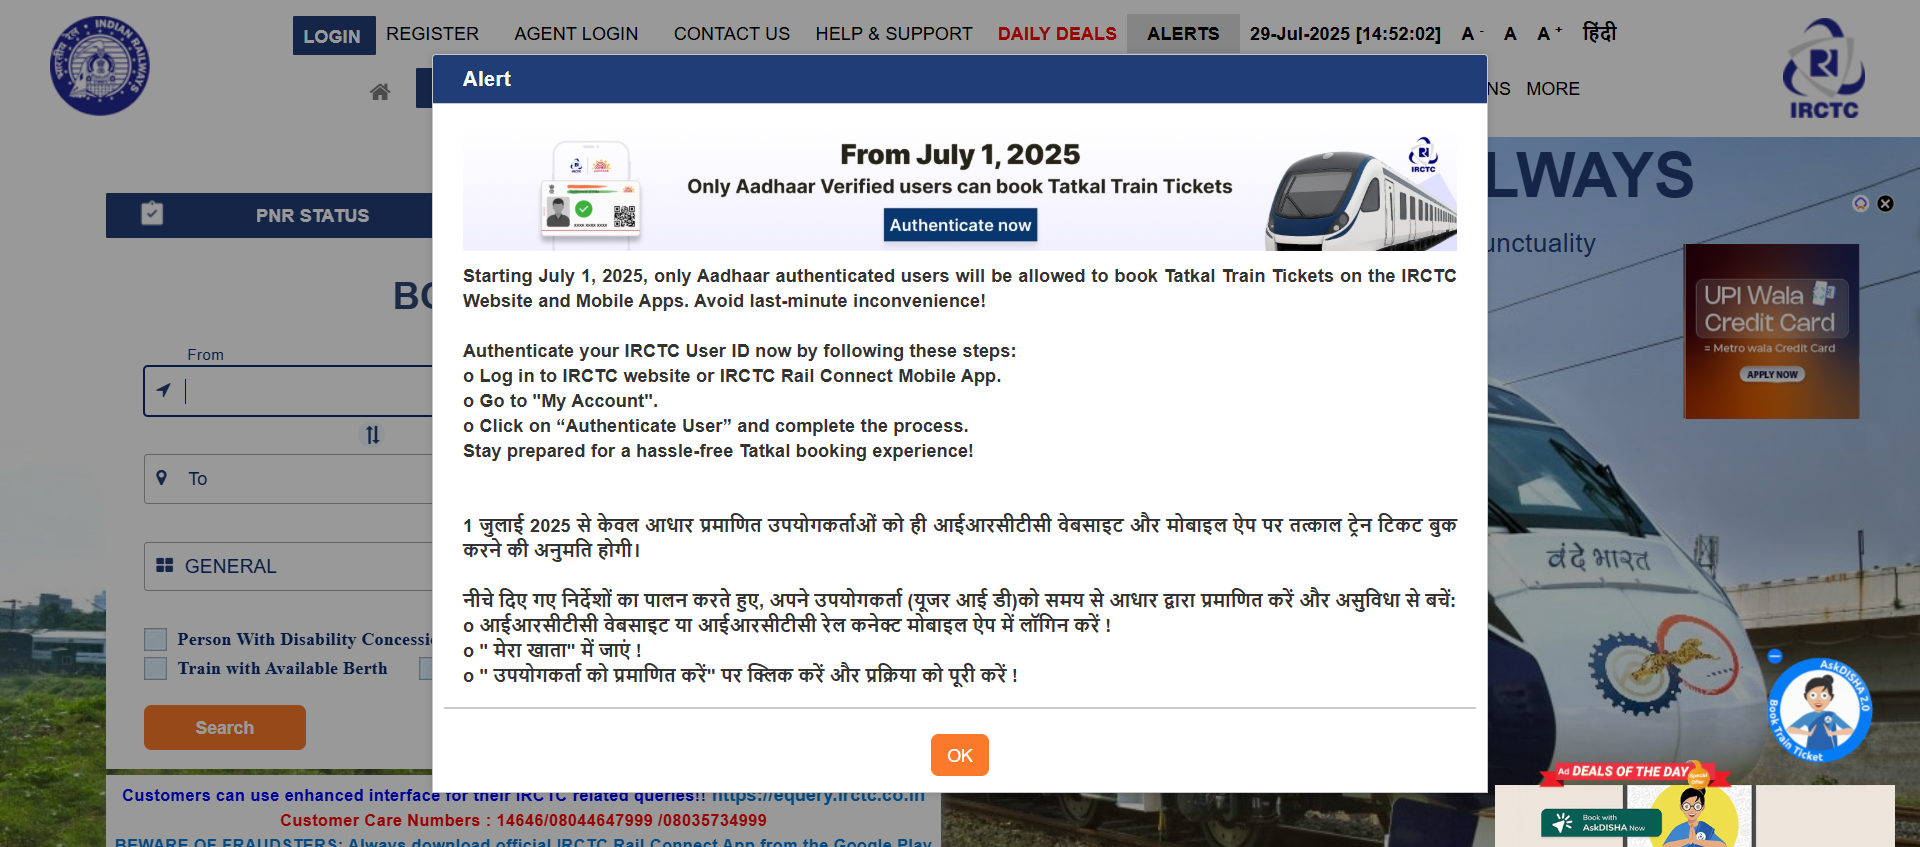 INDIAN RAILWAYS
भारतीय रेल
LOGIN
REGISTER
AGENT LOGIN
CONTACT US
HELP & SUPPORT
DAILY DEALS
ALERTS
29-Jul-2025 [14:52:02]
A -
A
A +
हिंदी
MORE
IRCTC
Alert
From July 1, 2025
Only Aadhaar Verified users can book Tatkal Train Tickets
Authenticate now
IRCTC
XXXX XXXX XXXX
Starting July 1, 2025, only Aadhaar authenticated users will be allowed to book Tatkal Train Tickets on the IRCTC
Website and Mobile Apps. Avoid last-minute inconvenience!
Authenticate your IRCTC User ID now by following these steps:
o Log in to IRCTC website or IRCTC Rail Connect Mobile App.
o Go to "My Account".
o Click on “Authenticate User” and complete the process.
Stay prepared for a hassle-free Tatkal booking experience!
1 जुलाई 2025 से केवल आधार प्रमाणित उपयोगकर्ताओं को ही आईआरसीटीसी वेबसाइट और मोबाइल ऐप पर तत्काल ट्रेन टिकट बुक
करने की अनुमति होगी।
नीचे दिए गए निर्देशों का पालन करते हुए, अपने उपयोगकर्ता (यूजर आई डी)को समय से आधार द्वारा प्रमाणित करें और असुविधा से बचें:
o आईआरसीटीसी वेबसाइट या आईआरसीटीसी रेल कनेक्ट मोबाइल ऐप में लॉगिन करें !
o " मेरा खाता" में जाएं !
o " उपयोगकर्ता को प्रमाणित करें" पर क्लिक करें और प्रक्रिया को पूरी करें !
OK
PNR STATUS
From
To
GENERAL
Person With Disability
Train with Available Berth
Search
Customers can use enhanced interface for their IRCTC related queries!! https://equery.irctc.co.in
Customer Care Numbers : 14646/08044647999 /08035734999
BEWARE OF FRAUDSTERS: Always download official IRCTC Rail Connect App from the Google Play
LWAYS
unctuality
UPI Wala
Credit Card
= Metro wala Credit Card
APPLY NOW
वंदे भारत
AskDISHA 2.0
Book Train Ticket
Ad DEALS OF THE DAY
Special Offer
Book with
AskDISHA Now